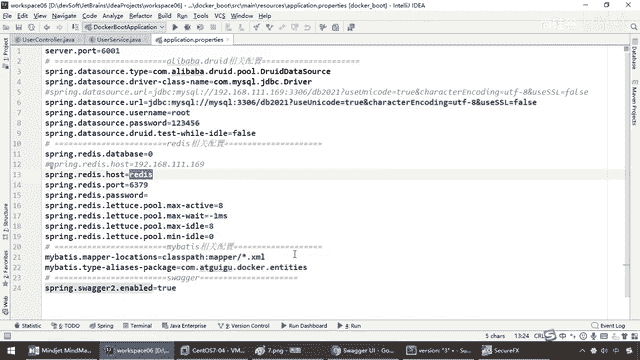 workspace06 [D:\devSoft\JetBrains\IdeaProjects\workspace06] - ...\docker_boot\src\main\resources\application.properties [docker_boot] - IntelliJ IDEA
File Edit View Navigate Code Analyze Refactor Build Run Tools VCS Window Help DockerBootApplication
UserController.java UserService.java application.properties
1 server.port=6001
2 # ========================alibaba.druid相关配置=====================
3 spring.datasource.type=com.alibaba.druid.pool.DruidDataSource
4 spring.datasource.driver-class-name=com.mysql.jdbc.Driver
5 #spring.datasource.url=jdbc:mysql://192.168.111.169:3306/db2021?useUnicode=true&characterEncoding=utf-8&useSSL=false
6 spring.datasource.url=jdbc:mysql://mysql:3306/db2021?useUnicode=true&characterEncoding=utf-8&useSSL=false
7 spring.datasource.username=root
8 spring.datasource.password=123456
9 spring.datasource.druid.test-while-idle=false
10 # ========================redis相关配置=====================
11 spring.redis.database=0
12 #spring.redis.host=192.168.111.169
13 spring.redis.host=redis
14 spring.redis.port=6379
15 spring.redis.password=
16 spring.redis.lettuce.pool.max-active=8
17 spring.redis.lettuce.pool.max-wait=-1ms
18 spring.redis.lettuce.pool.max-idle=8
19 spring.redis.lettuce.pool.min-idle=0
20 # ========================mybatis相关配置===================
21 mybatis.mapper-locations=classpath:mapper/*.xml
22 mybatis.type-aliases-package=com.atguigu.docker.entities
23 # ========================swagger=====================
24 spring.swagger2.enabled=true
1: Project
Z: Structure
2: Favorites
Web
Database
Maven Projects
Statistic 6: TODO Spring Terminal Java Enterprise 9: Version Control Run Dashboard 4: Run Event Log
5 chars 13:24 CRLF
Mindjet MindMa... workspace06 [D:\de... CentOS7-04 - VM... 7.png - ... Swagger UI - Go... version: "3" • - Su... SecureFX